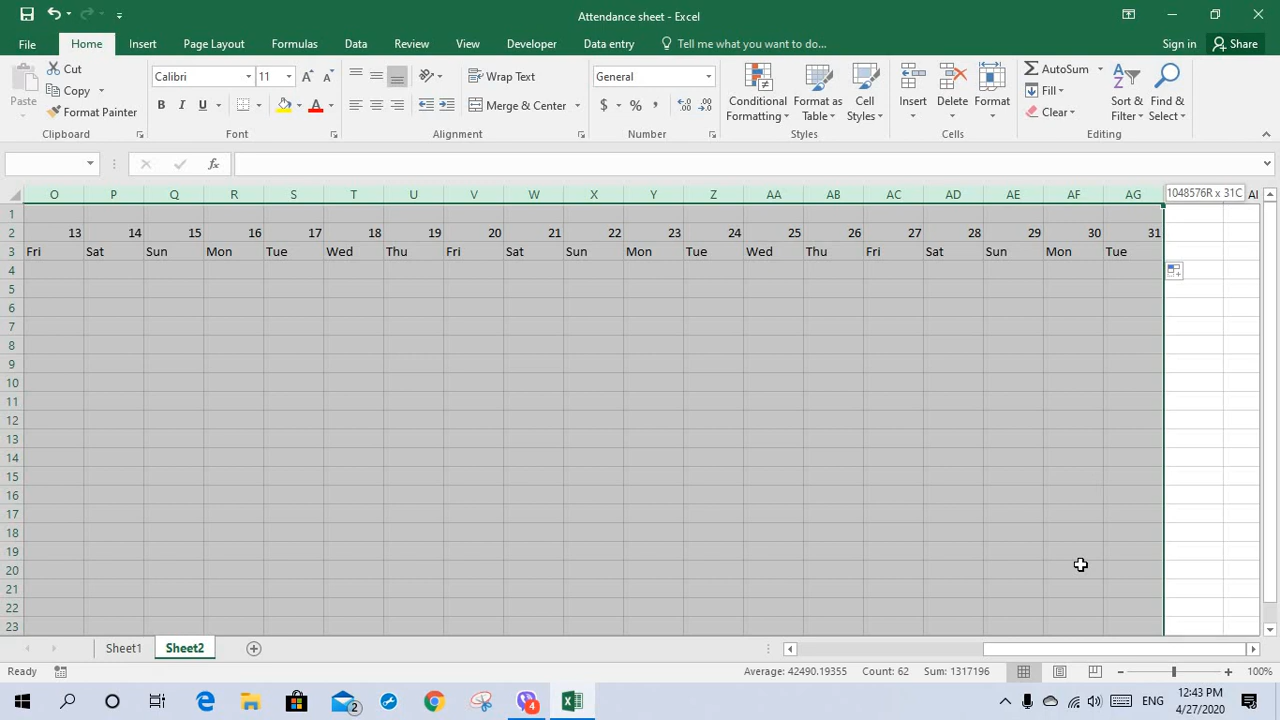 Attendance sheet - Excel
File Home Insert Page Layout Formulas Data Review View Developer Data entry Tell me what you want to do... Sign in Share
Paste Cut Calibri 11 Wrap Text General Conditional Formatting Format as Table Cell Styles Insert Delete Format AutoSum Sort & Filter Find & Select
Copy B I U A Merge & Center $ % , Fill
Format Painter Clear
Clipboard Font Alignment Number Styles Cells Editing
fx
O P Q R S T U V W X Y Z AA AB AC AD AE AF AG 1048576R x 31C
1
2 13 14 15 16 17 18 19 20 21 22 23 24 25 26 27 28 29 30 31
3 Fri Sat Sun Mon Tue Wed Thu Fri Sat Sun Mon Tue Wed Thu Fri Sat Sun Mon Tue
4
5
6
7
8
9
10
11
12
13
14
15
16
17
18
19
20
21
22
23
Sheet1 Sheet2
Ready Average: 42490.19355 Count: 62 Sum: 1317196 100%
2 4 ENG 12:43 PM
4/27/2020